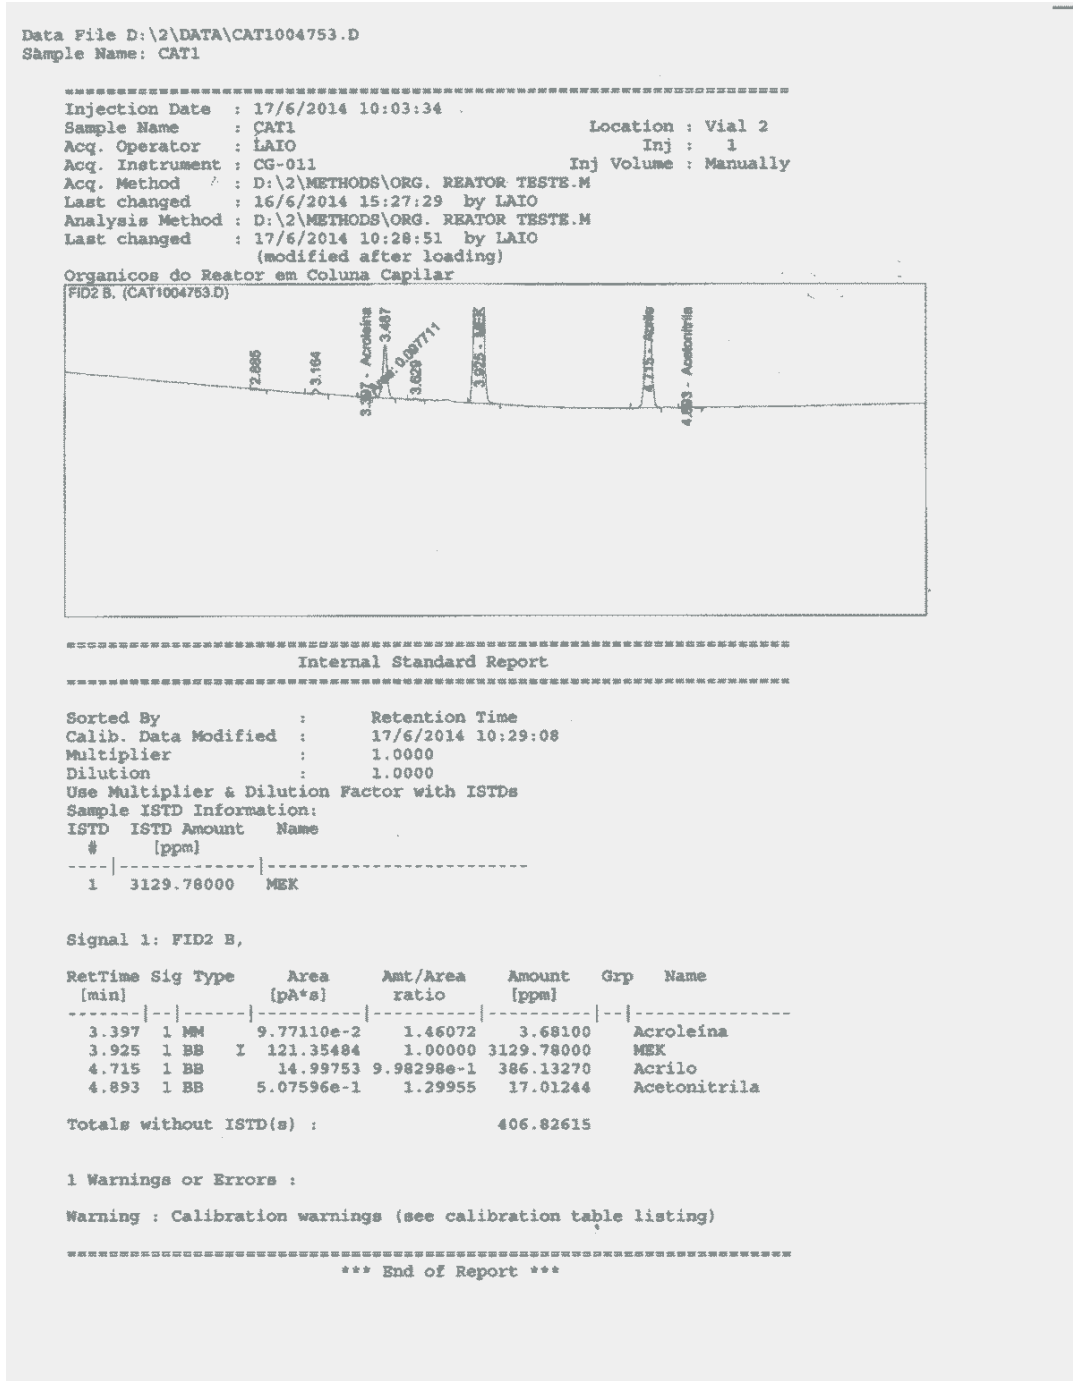 Data File D:\2\DATA\CAT1004753.D
Sample Name: CAT1
=====================================================================
Injection Date : 17/6/2014 10:03:34
Sample Name : CAT1 Location : Vial 2
Acq. Operator : LAIO Inj : 1
Acq. Instrument : CG-011 Inj Volume : Manually
Acq. Method : D:\2\METHODS\ORG. REATOR TESTE.M
Last changed : 16/6/2014 15:27:29 by LAIO
Analysis Method : D:\2\METHODS\ORG. REATOR TESTE.M
Last changed : 17/6/2014 10:28:51 by LAIO
(modified after loading)
Organicos do Reator em Coluna Capilar
FID2 B, (CAT1004753.D)
2.885
3.164
3.397 - Acroleína
Area: 0.097711
3.487
3.629
3.925 - MEK
4.715 - Acrilo
4.893 - Acetonitrila
=====================================================================
Internal Standard Report
=====================================================================
Sorted By : Retention Time
Calib. Data Modified : 17/6/2014 10:29:08
Multiplier : 1.0000
Dilution : 1.0000
Use Multiplier & Dilution Factor with ISTDs
Sample ISTD Information:
ISTD ISTD Amount Name
# [ppm]
----|-------------|-------------------------
1 3129.78000 MEK
Signal 1: FID2 B,
RetTime Sig Type Area Amt/Area Amount Grp Name
[min] [pA*s] ratio [ppm]
-------|--|------|----------|----------|----------|--|------------------
3.397 1 MM 9.77110e-2 1.46072 3.68100 Acroleína
3.925 1 BB I 121.35484 1.00000 3129.78000 MEK
4.715 1 BB 14.99753 9.98298e-1 386.13270 Acrilo
4.893 1 BB 5.07596e-1 1.29955 17.01244 Acetonitrila
Totals without ISTD(s) : 406.82615
1 Warnings or Errors :
Warning : Calibration warnings (see calibration table listing)
=====================================================================
*** End of Report ***